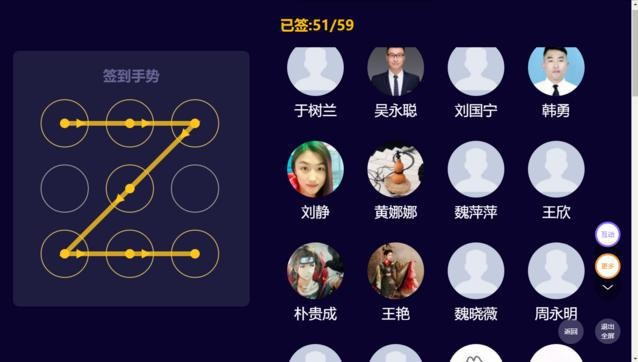 已签:51/59
签到手势
于树兰 吴永聪 刘国宁 韩勇
刘静 黄娜娜 魏萍萍 王欣
互动
更多
朴贵成 王艳 魏晓薇 周永明
返回
退出
全屏